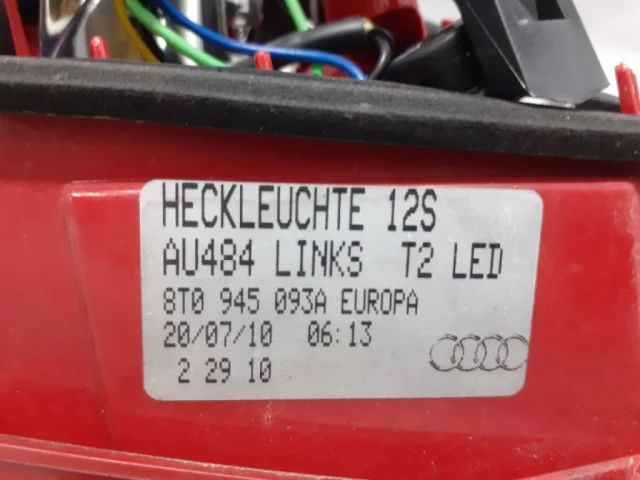 HECKLEUCHTE 12S
AU484 LINKS T2 LED
8T0 945 093A EUROPA
20/07/10 06:13
2 29 10